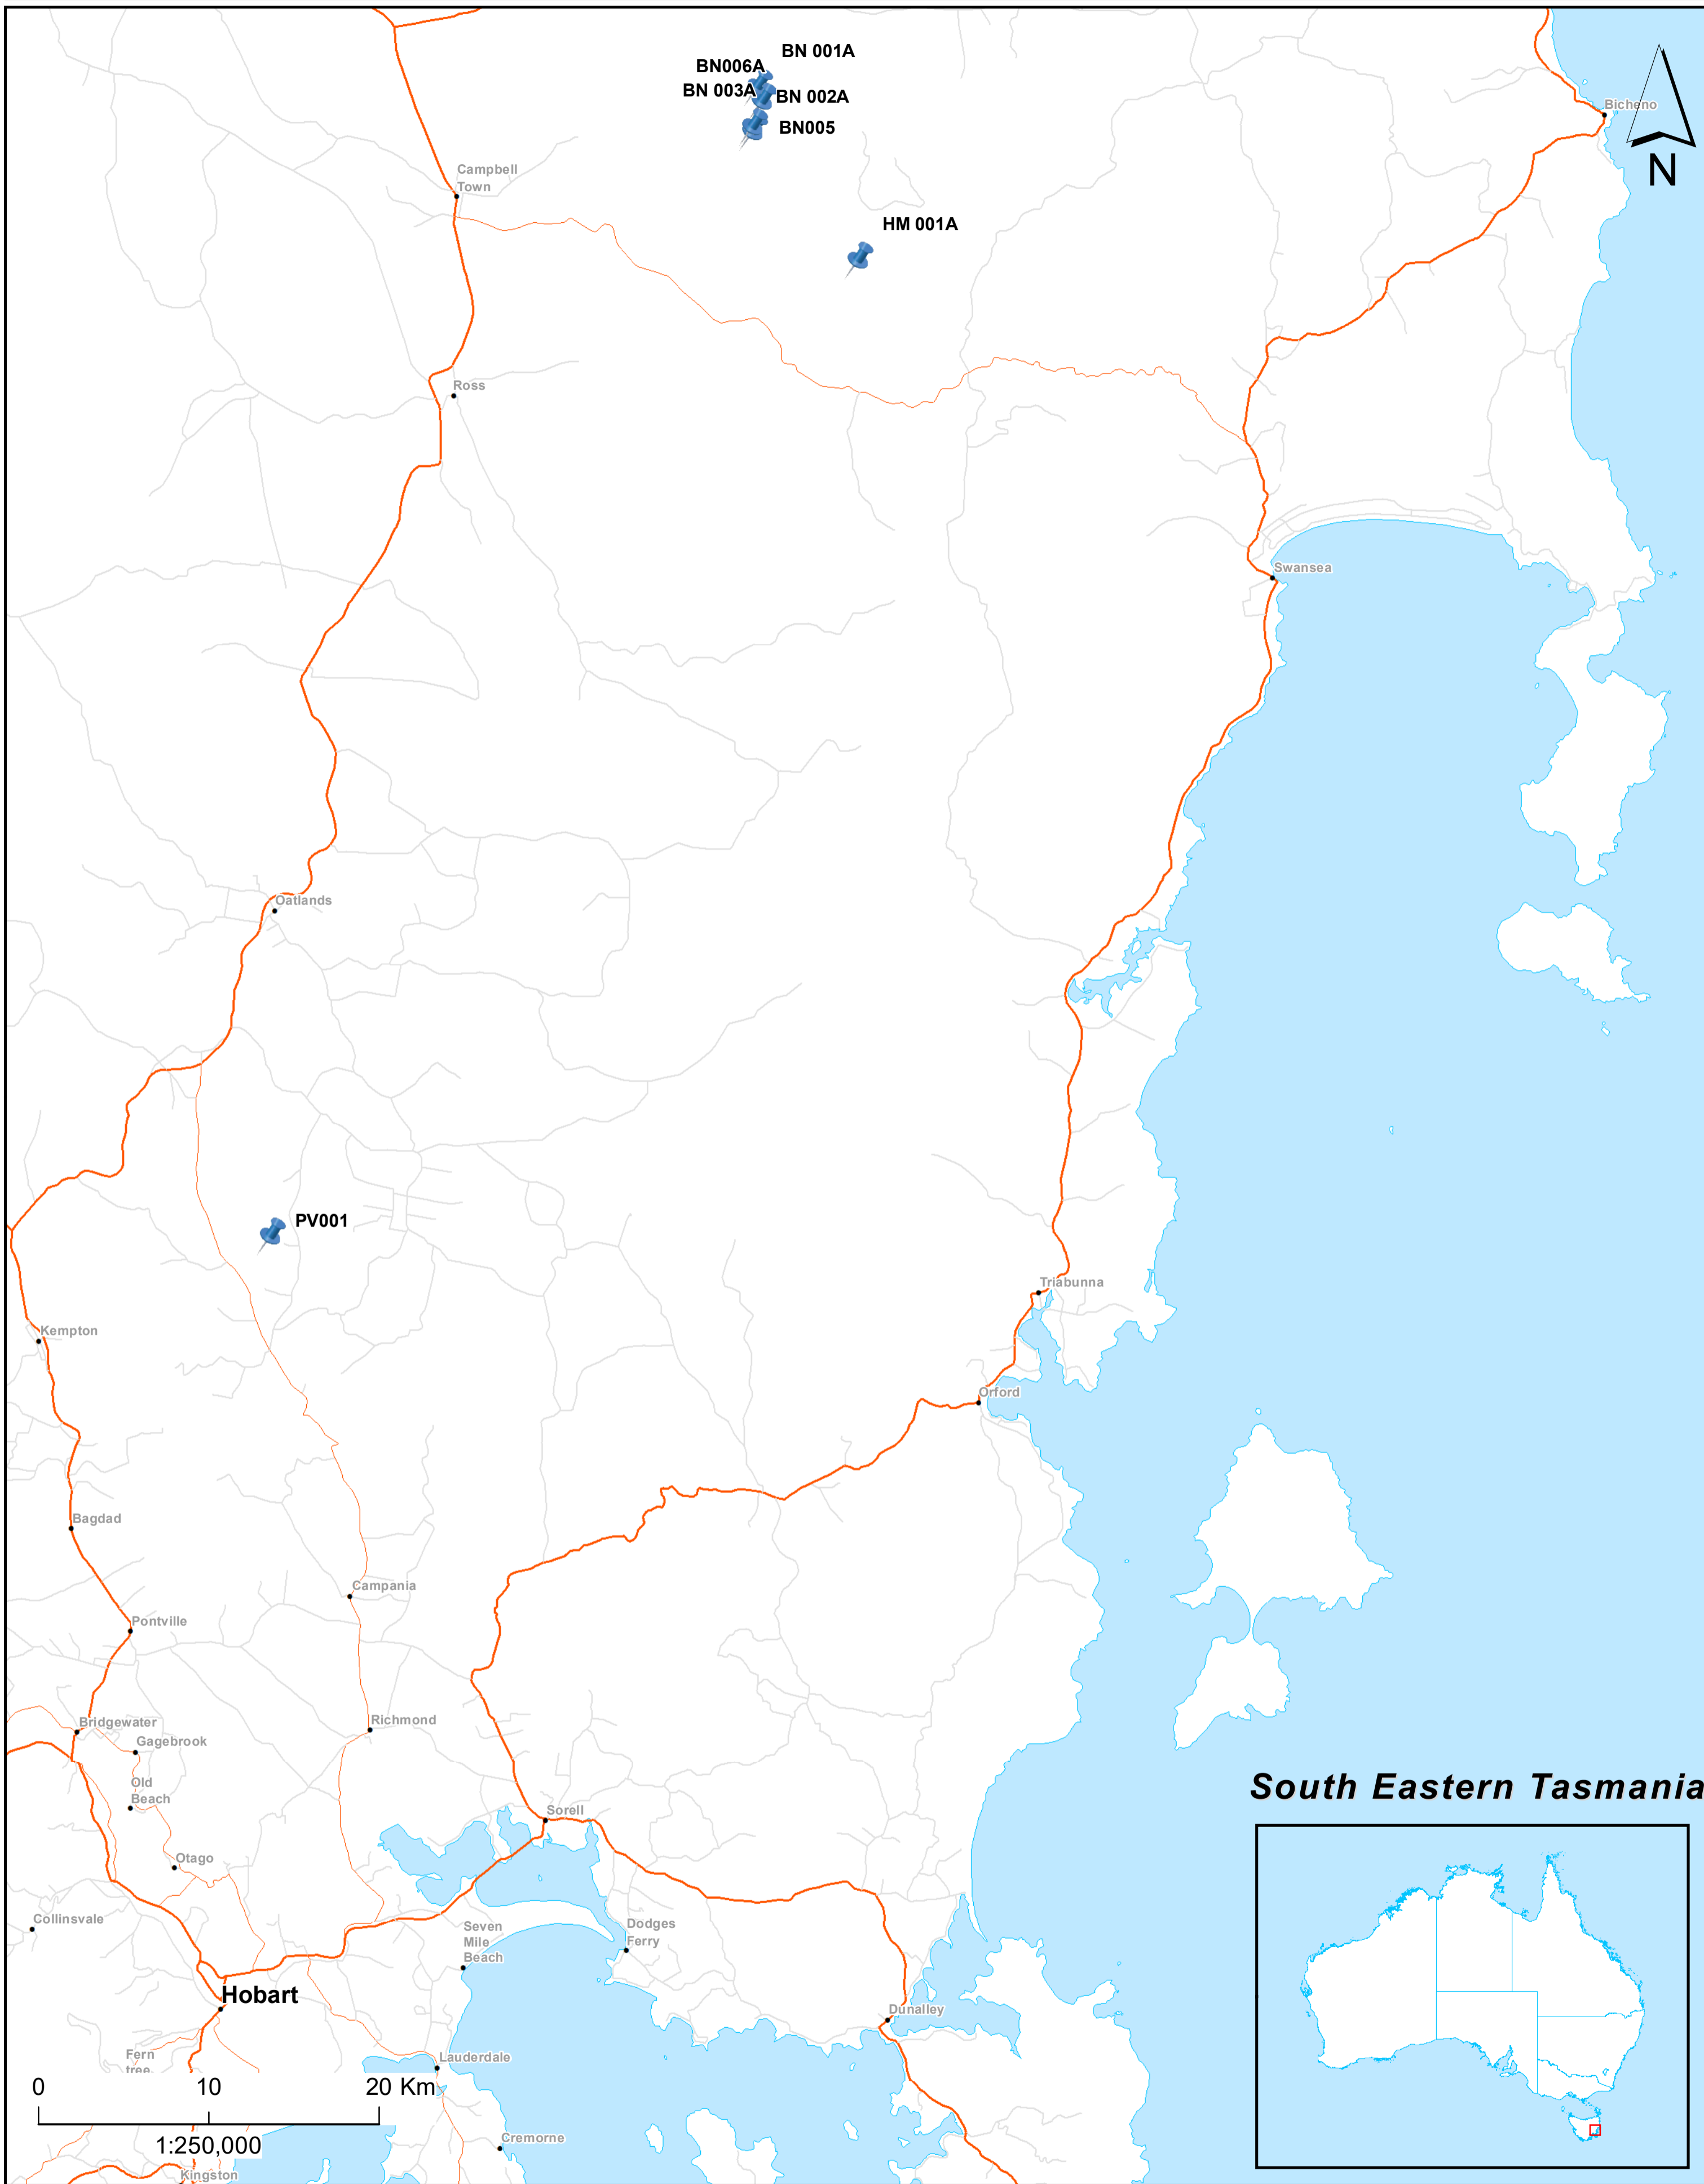 BN 001A
BN006A
BN 003A
BN 002A
Bicheno
BN005
N
Campbell
Town
HM 001A
Ross
Swansea
Oatlands
PV001
Triabunna
Kempton
Orford
Bagdad
Campania
Pontville
Richmond
Bridgewater
Gagebrook
Old
Beach
South Eastern Tasmania
Sorell
Otago
Collinsvale
Seven
Mile
Beach
Dodges
Ferry
Hobart
Dunalley
Fern
tree
Lauderdale
0 10 20 Km
1:250,000
Cremorne
Kingston